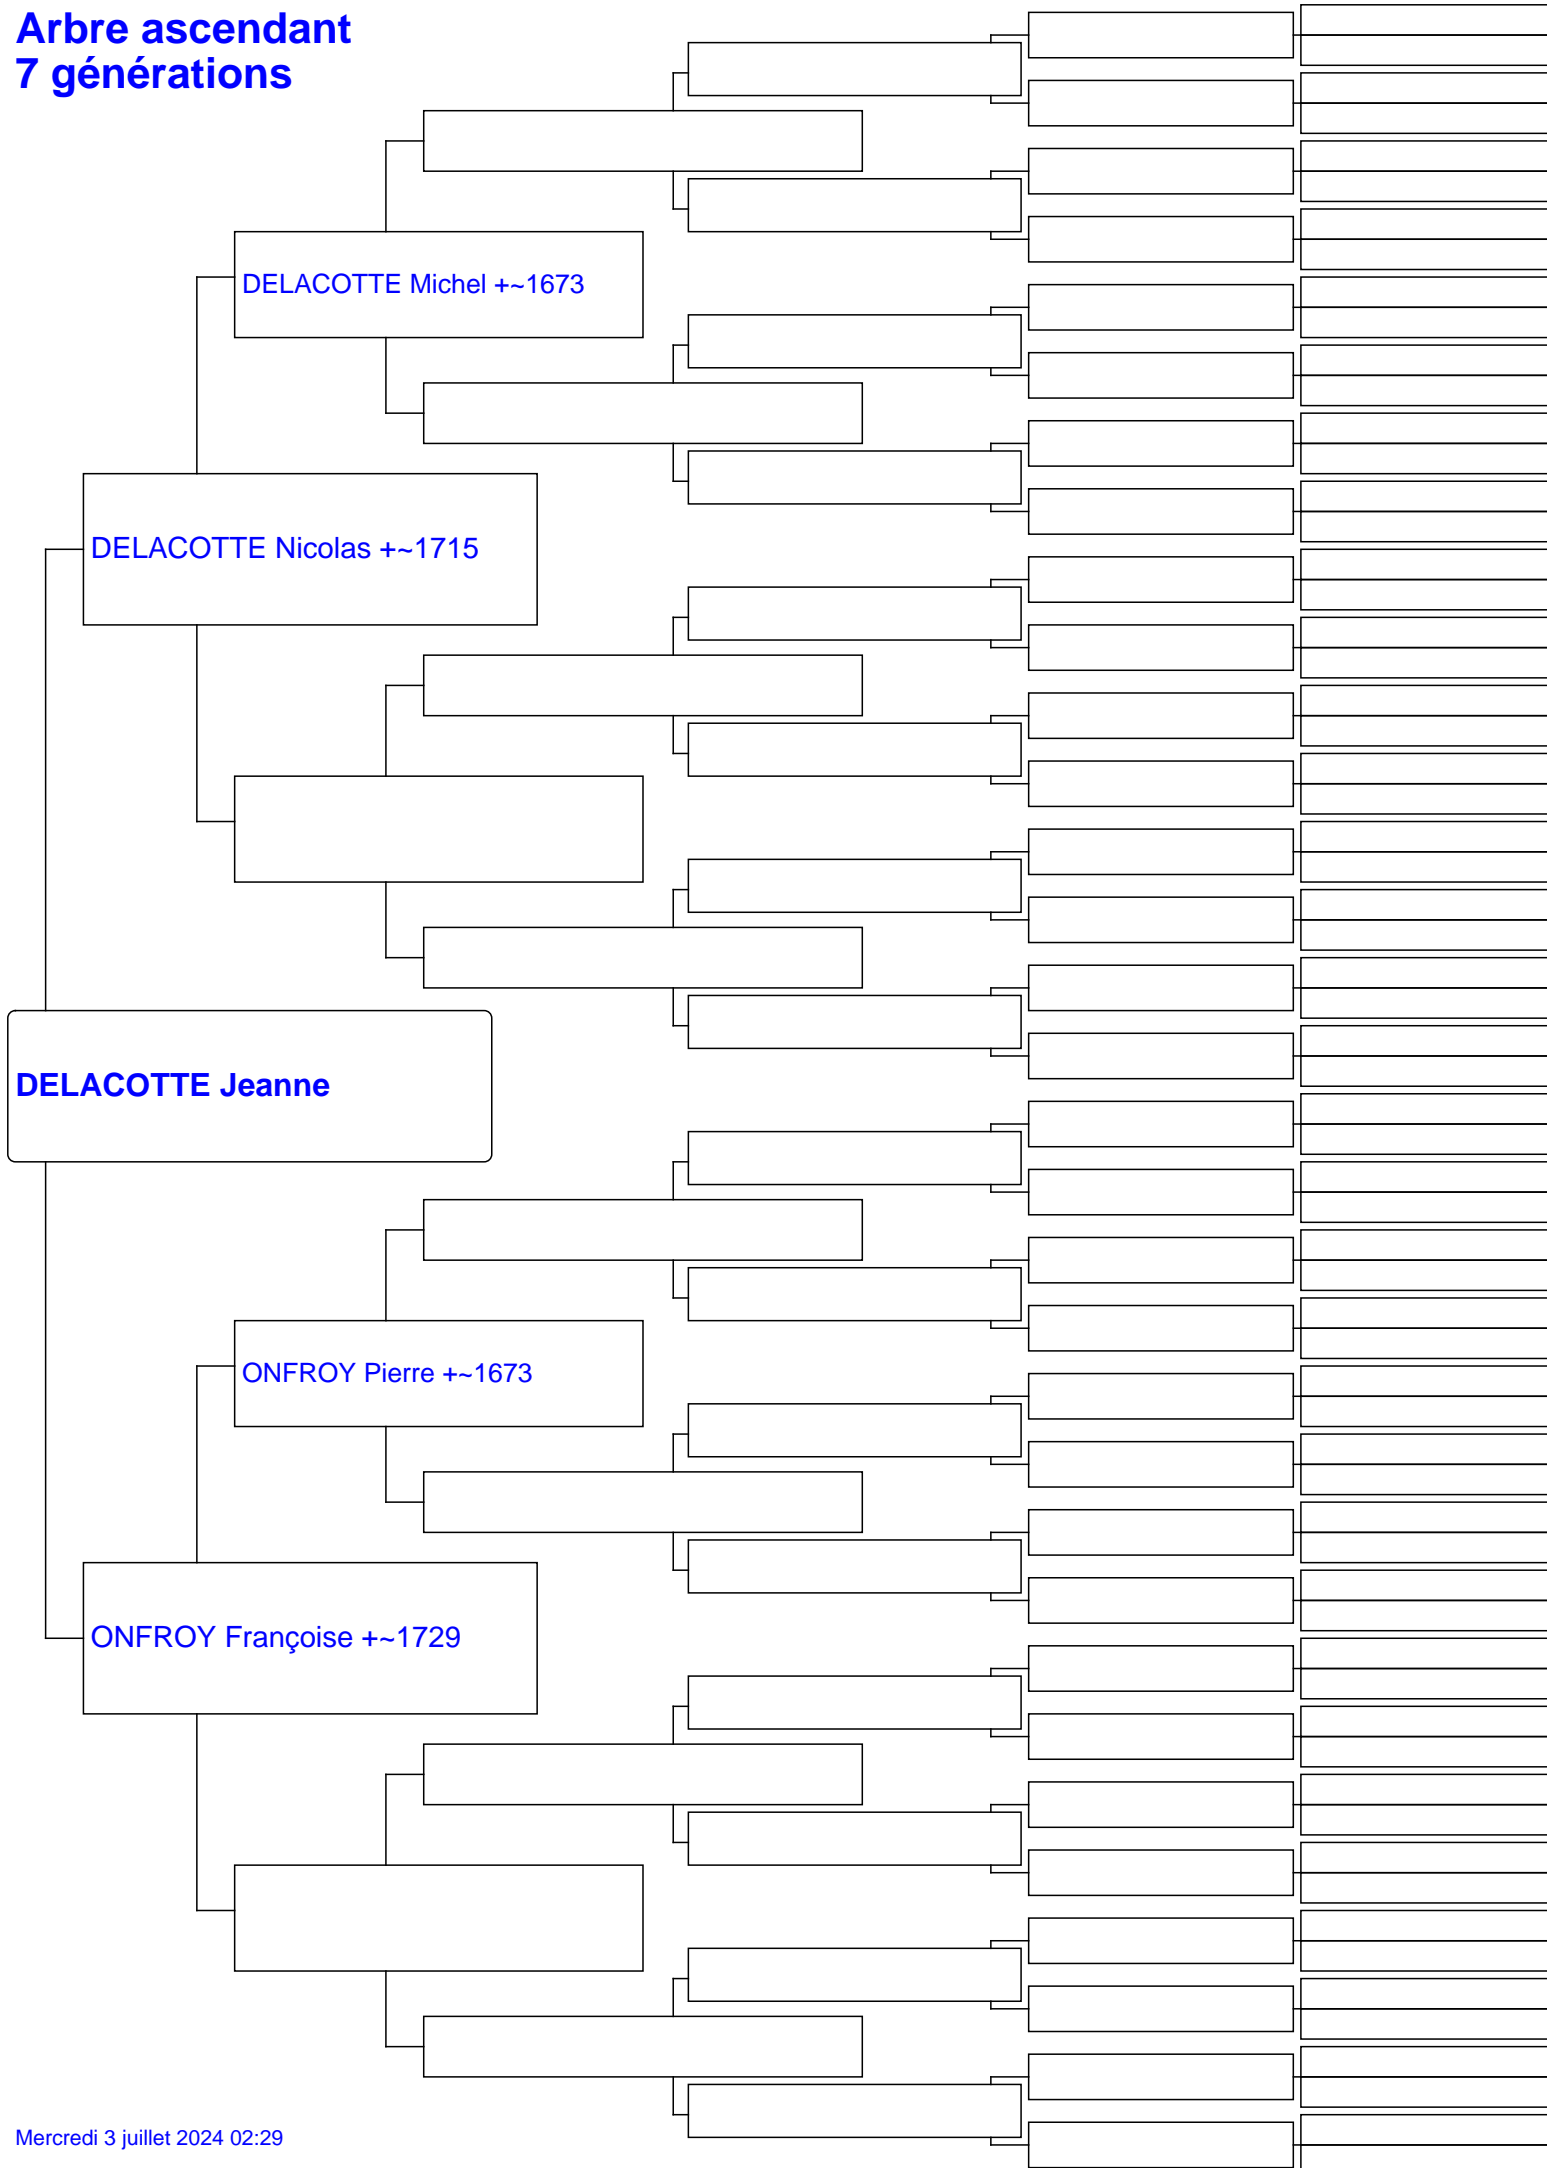 Arbre ascendant
7 générations
DELACOTTE Michel +~1673
DELACOTTE Nicolas +~1715
DELACOTTE Jeanne
ONFROY Pierre +~1673
ONFROY Françoise +~1729
Mercredi 3 juillet 2024 02:29